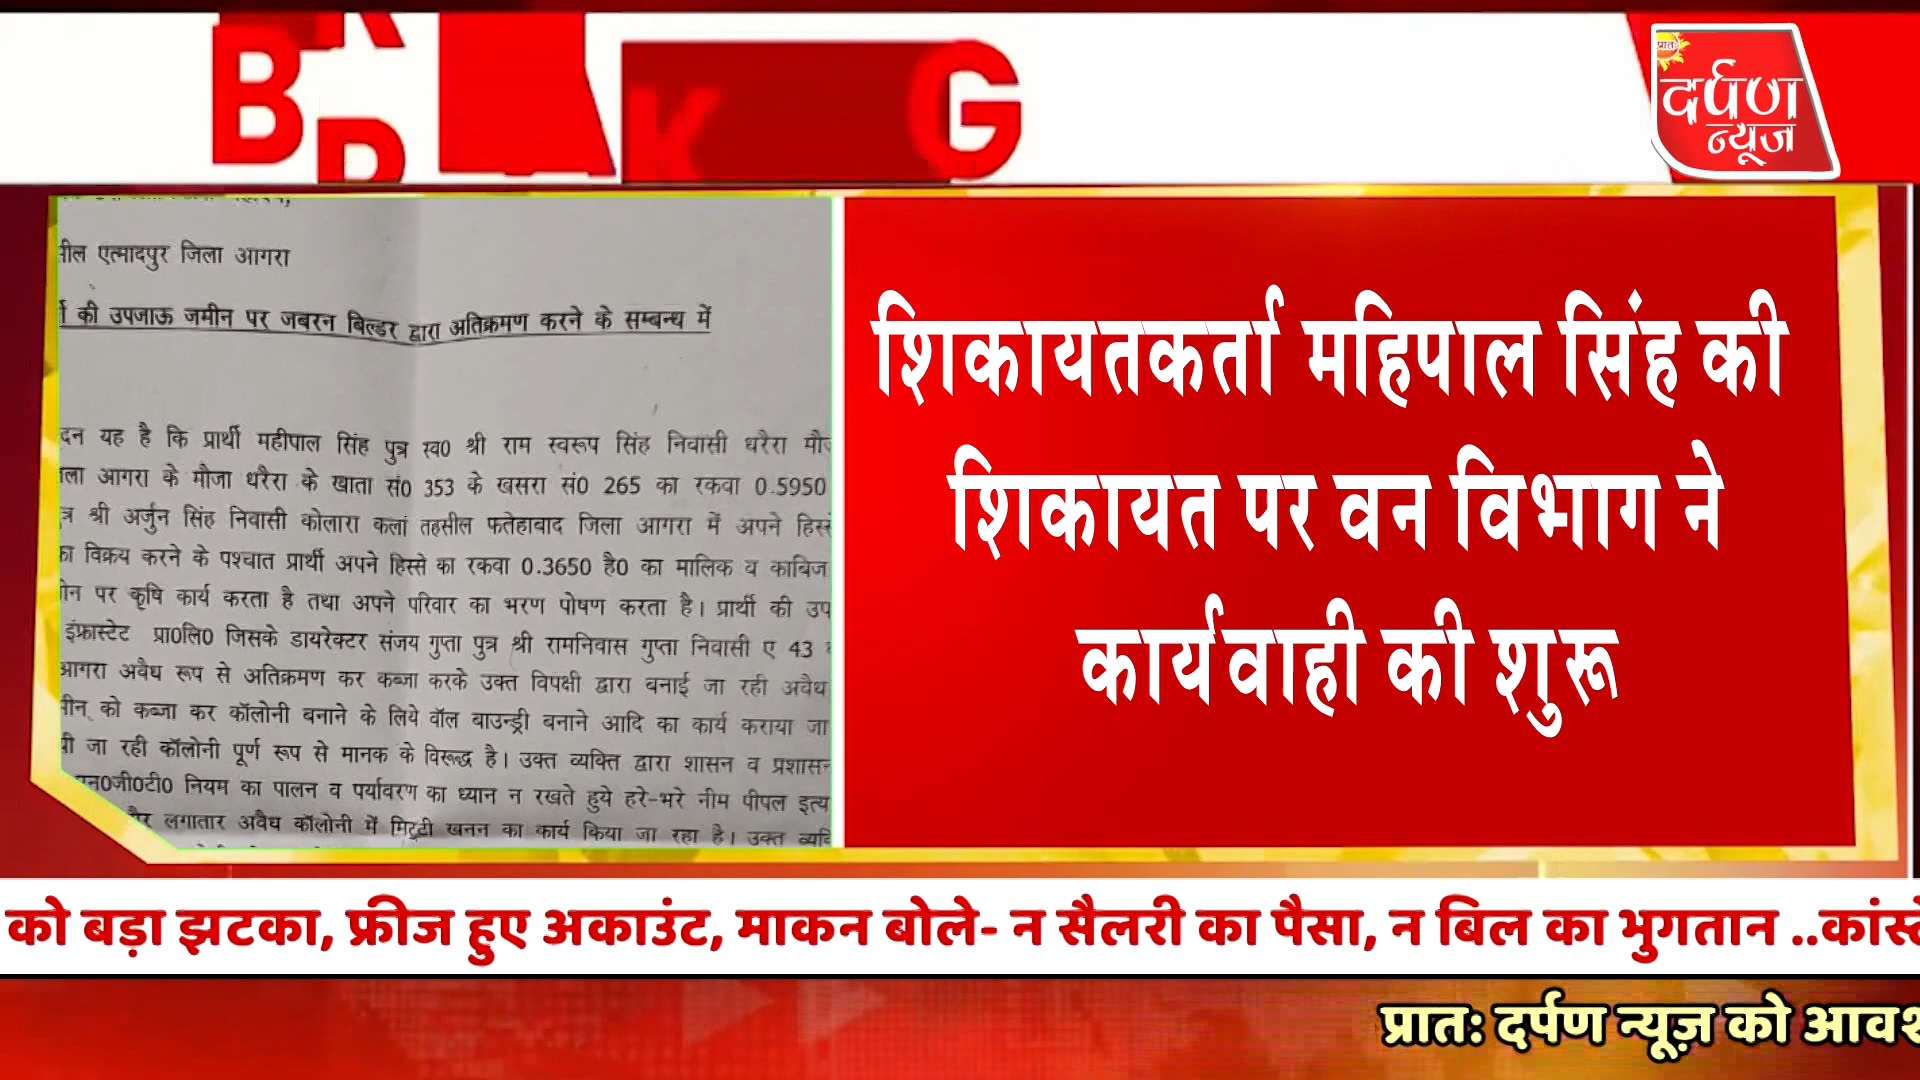 प्रातः
दर्पण
न्यूज
तील एत्मादपुर जिला आगरा
की उपजाऊ जमीन पर जबरन बिल्डर द्वारा अतिक्रमण करने के सम्बन्ध में
दन यह है कि प्रार्थी महीपाल सिंह पुत्र स्व0 श्री राम स्वरूप सिंह निवासी धरैरा
ला आगरा के मौजा धरैरा के खाता सं0 353 के खसरा सं0 265 का रकवा 0.5950
त्र श्री अर्जुन सिंह निवासी कोलारा कलां तहसील फतेहाबाद जिला आगरा में अपने
का विक्रय करने के पश्चात प्रार्थी अपने हिस्से का रकवा 0.3650 है0 का मालिक व काबिज
पर कृषि कार्य करता है तथा अपने परिवार का भरण पोषण करता है। प्रार्थी की
इंफ्रास्टेट प्रा0लि0 जिसके डायरेक्टर संजय गुप्ता पुत्र श्री रामनिवास गुप्ता निवासी ए 43
आगरा अवैध रूप से अतिक्रमण कर कब्जा करके उक्त विपक्षी द्वारा बनाई जा रही अवैध
को कब्जा कर कॉलोनी बनाने के लिये वॉल बाउन्ड्री बनाने आदि का कार्य कराया जा
जा रही कॉलोनी पूर्ण रूप से मानक के विरूद्ध है। उक्त व्यक्ति द्वारा शासन व प्रशासन
एन0जी0टी0 नियम का पालन व पर्यावरण का ध्यान न रखते हुये हरे-भरे नीम पीपल
लगातार अवैध कॉलोनी में मिट्टी खनन का कार्य किया जा रहा है। उक्त
शिकायतकर्ता महिपाल सिंह की
शिकायत पर वन विभाग ने
कार्यवाही की शुरू
को बड़ा झटका, फ्रीज हुए अकाउंट, माकन बोले- न सैलरी का पैसा, न बिल का भुगतान ..
प्रातः दर्पण न्यूज़ को